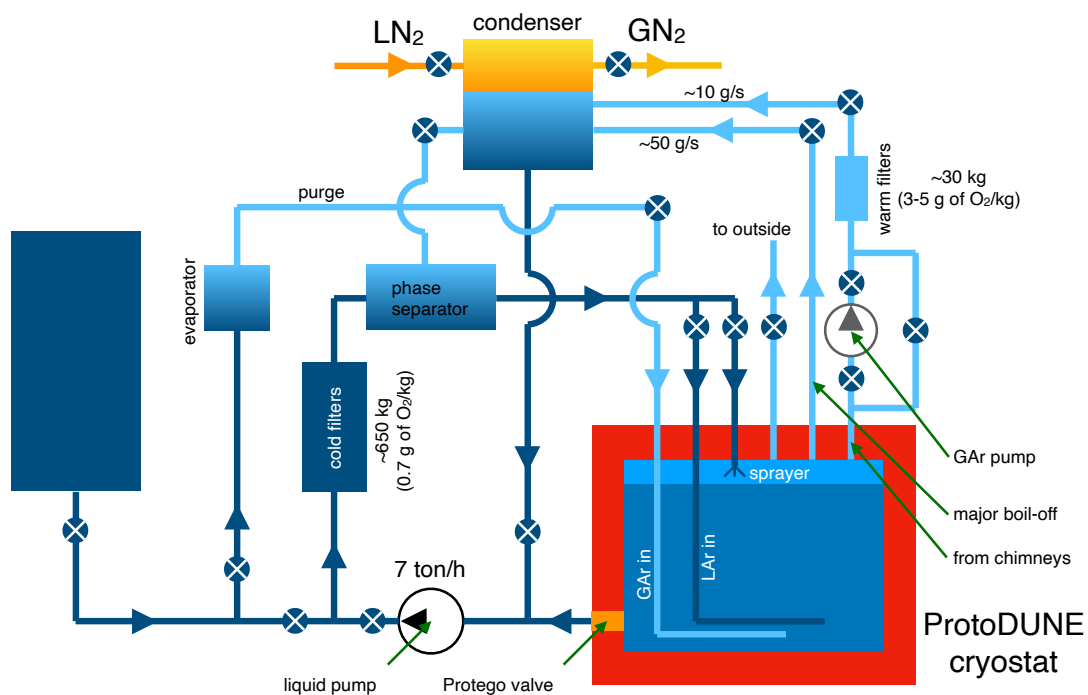 condenser
LN₂
GN₂
~10 g/s
~50 g/s
warm filters
~30 kg
(3-5 g of O₂/kg)
purge
to outside
evaporator
phase
separator
cold filters
~650 kg
(0.7 g of O₂/kg)
sprayer
GAr pump
major boil-off
from chimneys
GAr in
LAr in
7 ton/h
ProtoDUNE
cryostat
liquid pump
Protego valve